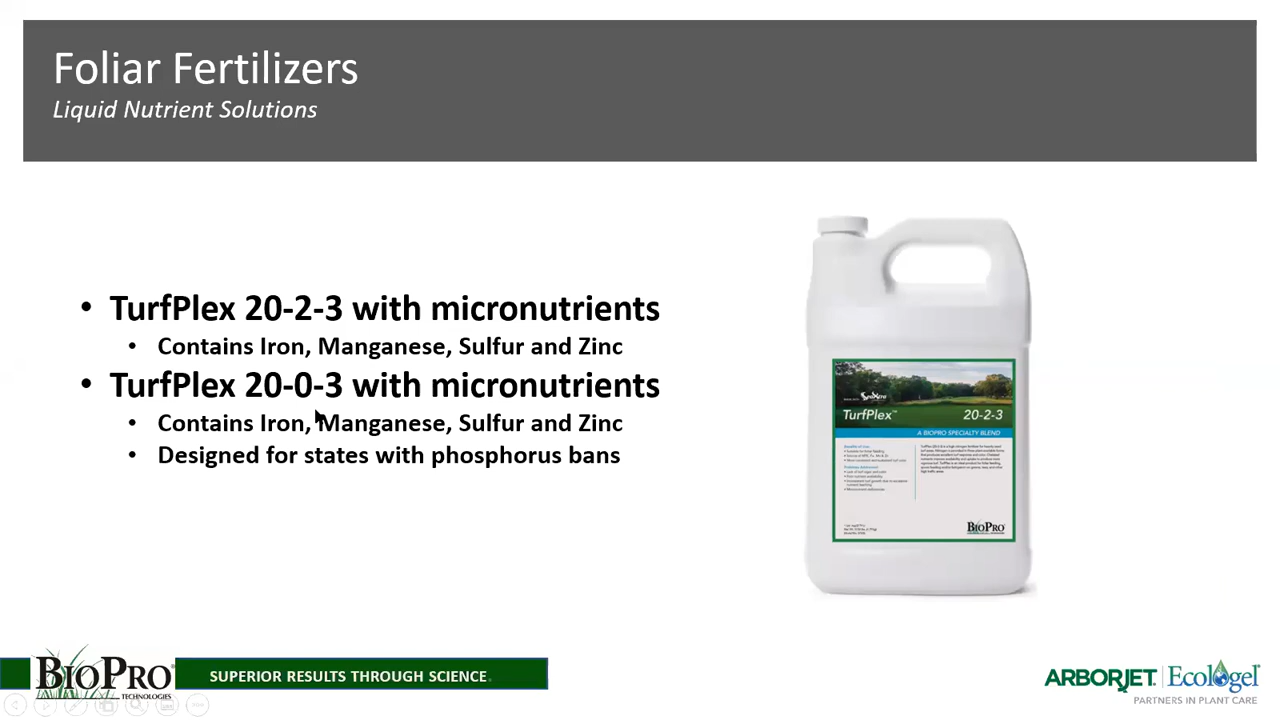 Foliar Fertilizers
Liquid Nutrient Solutions
• TurfPlex 20-2-3 with micronutrients
• Contains Iron, Manganese, Sulfur and Zinc
• TurfPlex 20-0-3 with micronutrients
• Contains Iron, Manganese, Sulfur and Zinc
• Designed for states with phosphorus bans
TurfPlex™ 20-2-3
A BIOPRO SPECIALTY BLEND
BIOPRO
BIOPRO®
TECHNOLOGIES
SUPERIOR RESULTS THROUGH SCIENCE
ARBORJET. Ecologel
PARTNERS IN PLANT CARE